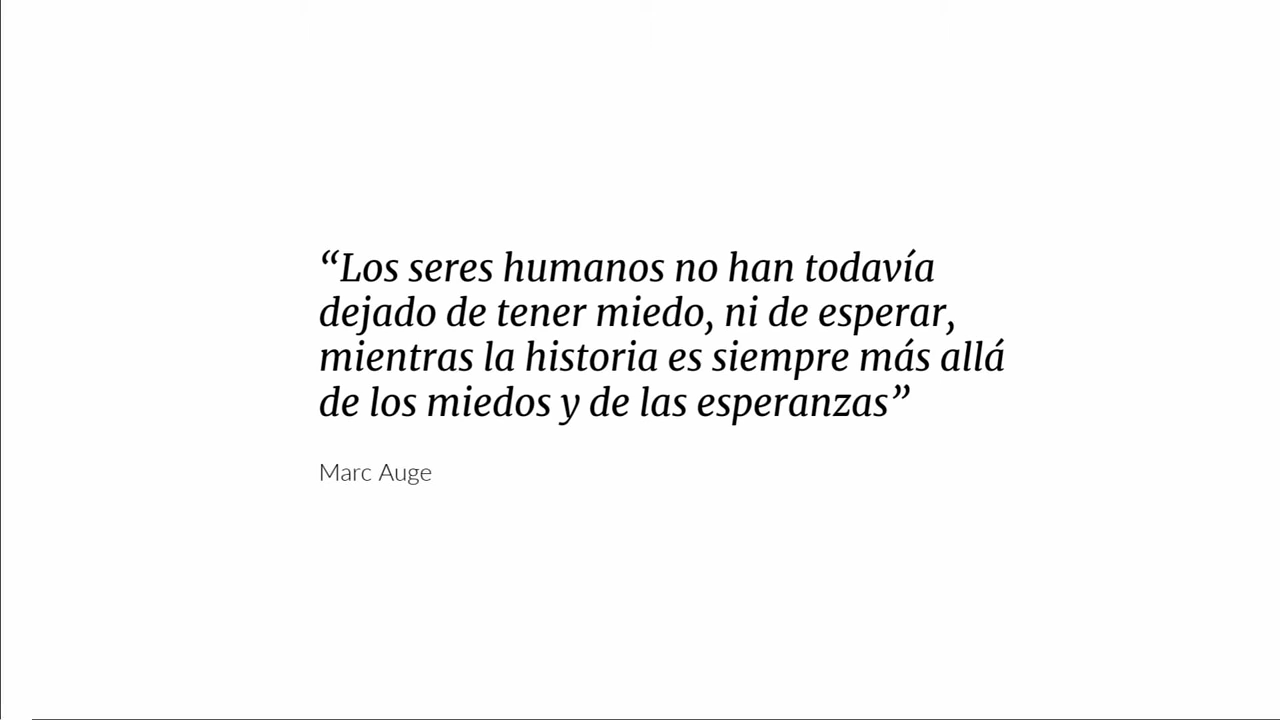 “Los seres humanos no han todavía
dejado de tener miedo, ni de esperar,
mientras la historia es siempre más allá
de los miedos y de las esperanzas”
Marc Auge